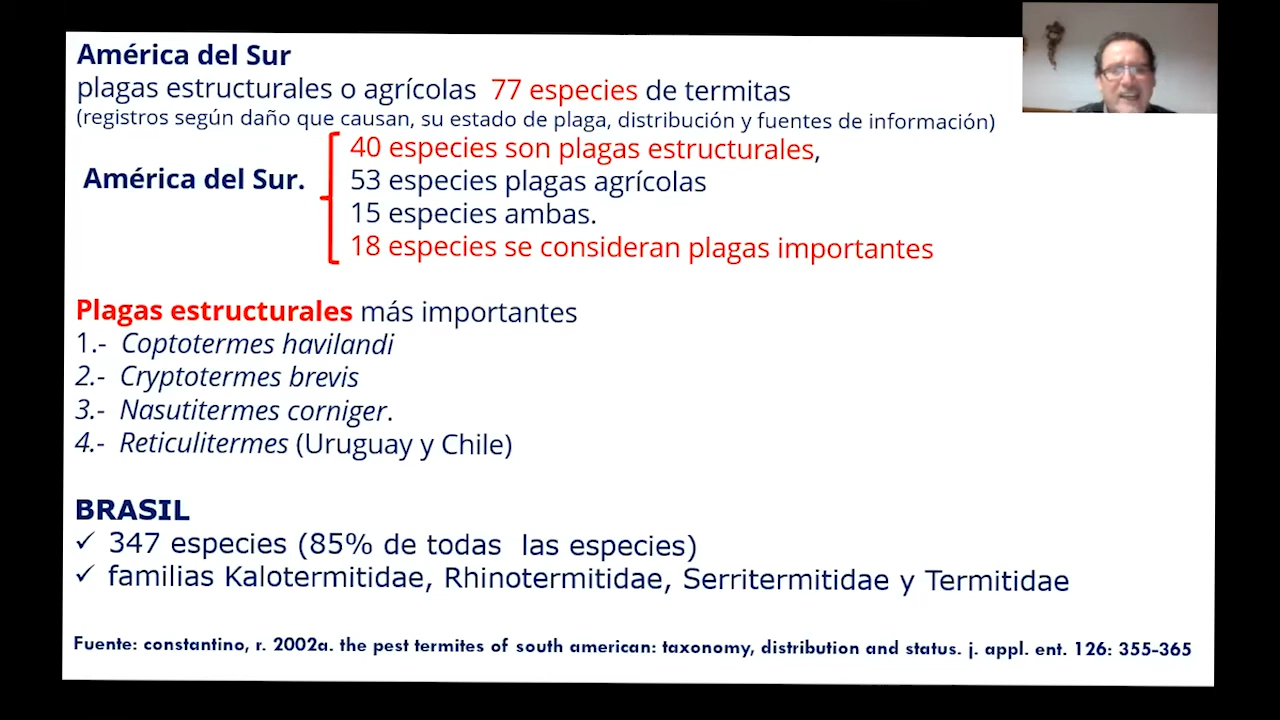 América del Sur
plagas estructurales o agrícolas 77 especies de termitas
(registros según daño que causan, su estado de plaga, distribución y fuentes de información)
América del Sur.
40 especies son plagas estructurales,
53 especies plagas agrícolas
15 especies ambas.
18 especies se consideran plagas importantes
Plagas estructurales más importantes
1.- Coptotermes havilandi
2.- Cryptotermes brevis
3.- Nasutitermes corniger.
4.- Reticulitermes (Uruguay y Chile)
BRASIL
✓ 347 especies (85% de todas las especies)
✓ familias Kalotermitidae, Rhinotermitidae, Serritermitidae y Termitidae
Fuente: constantino, r. 2002a. the pest termites of south american: taxonomy, distribution and status. j. appl. ent. 126: 355-365